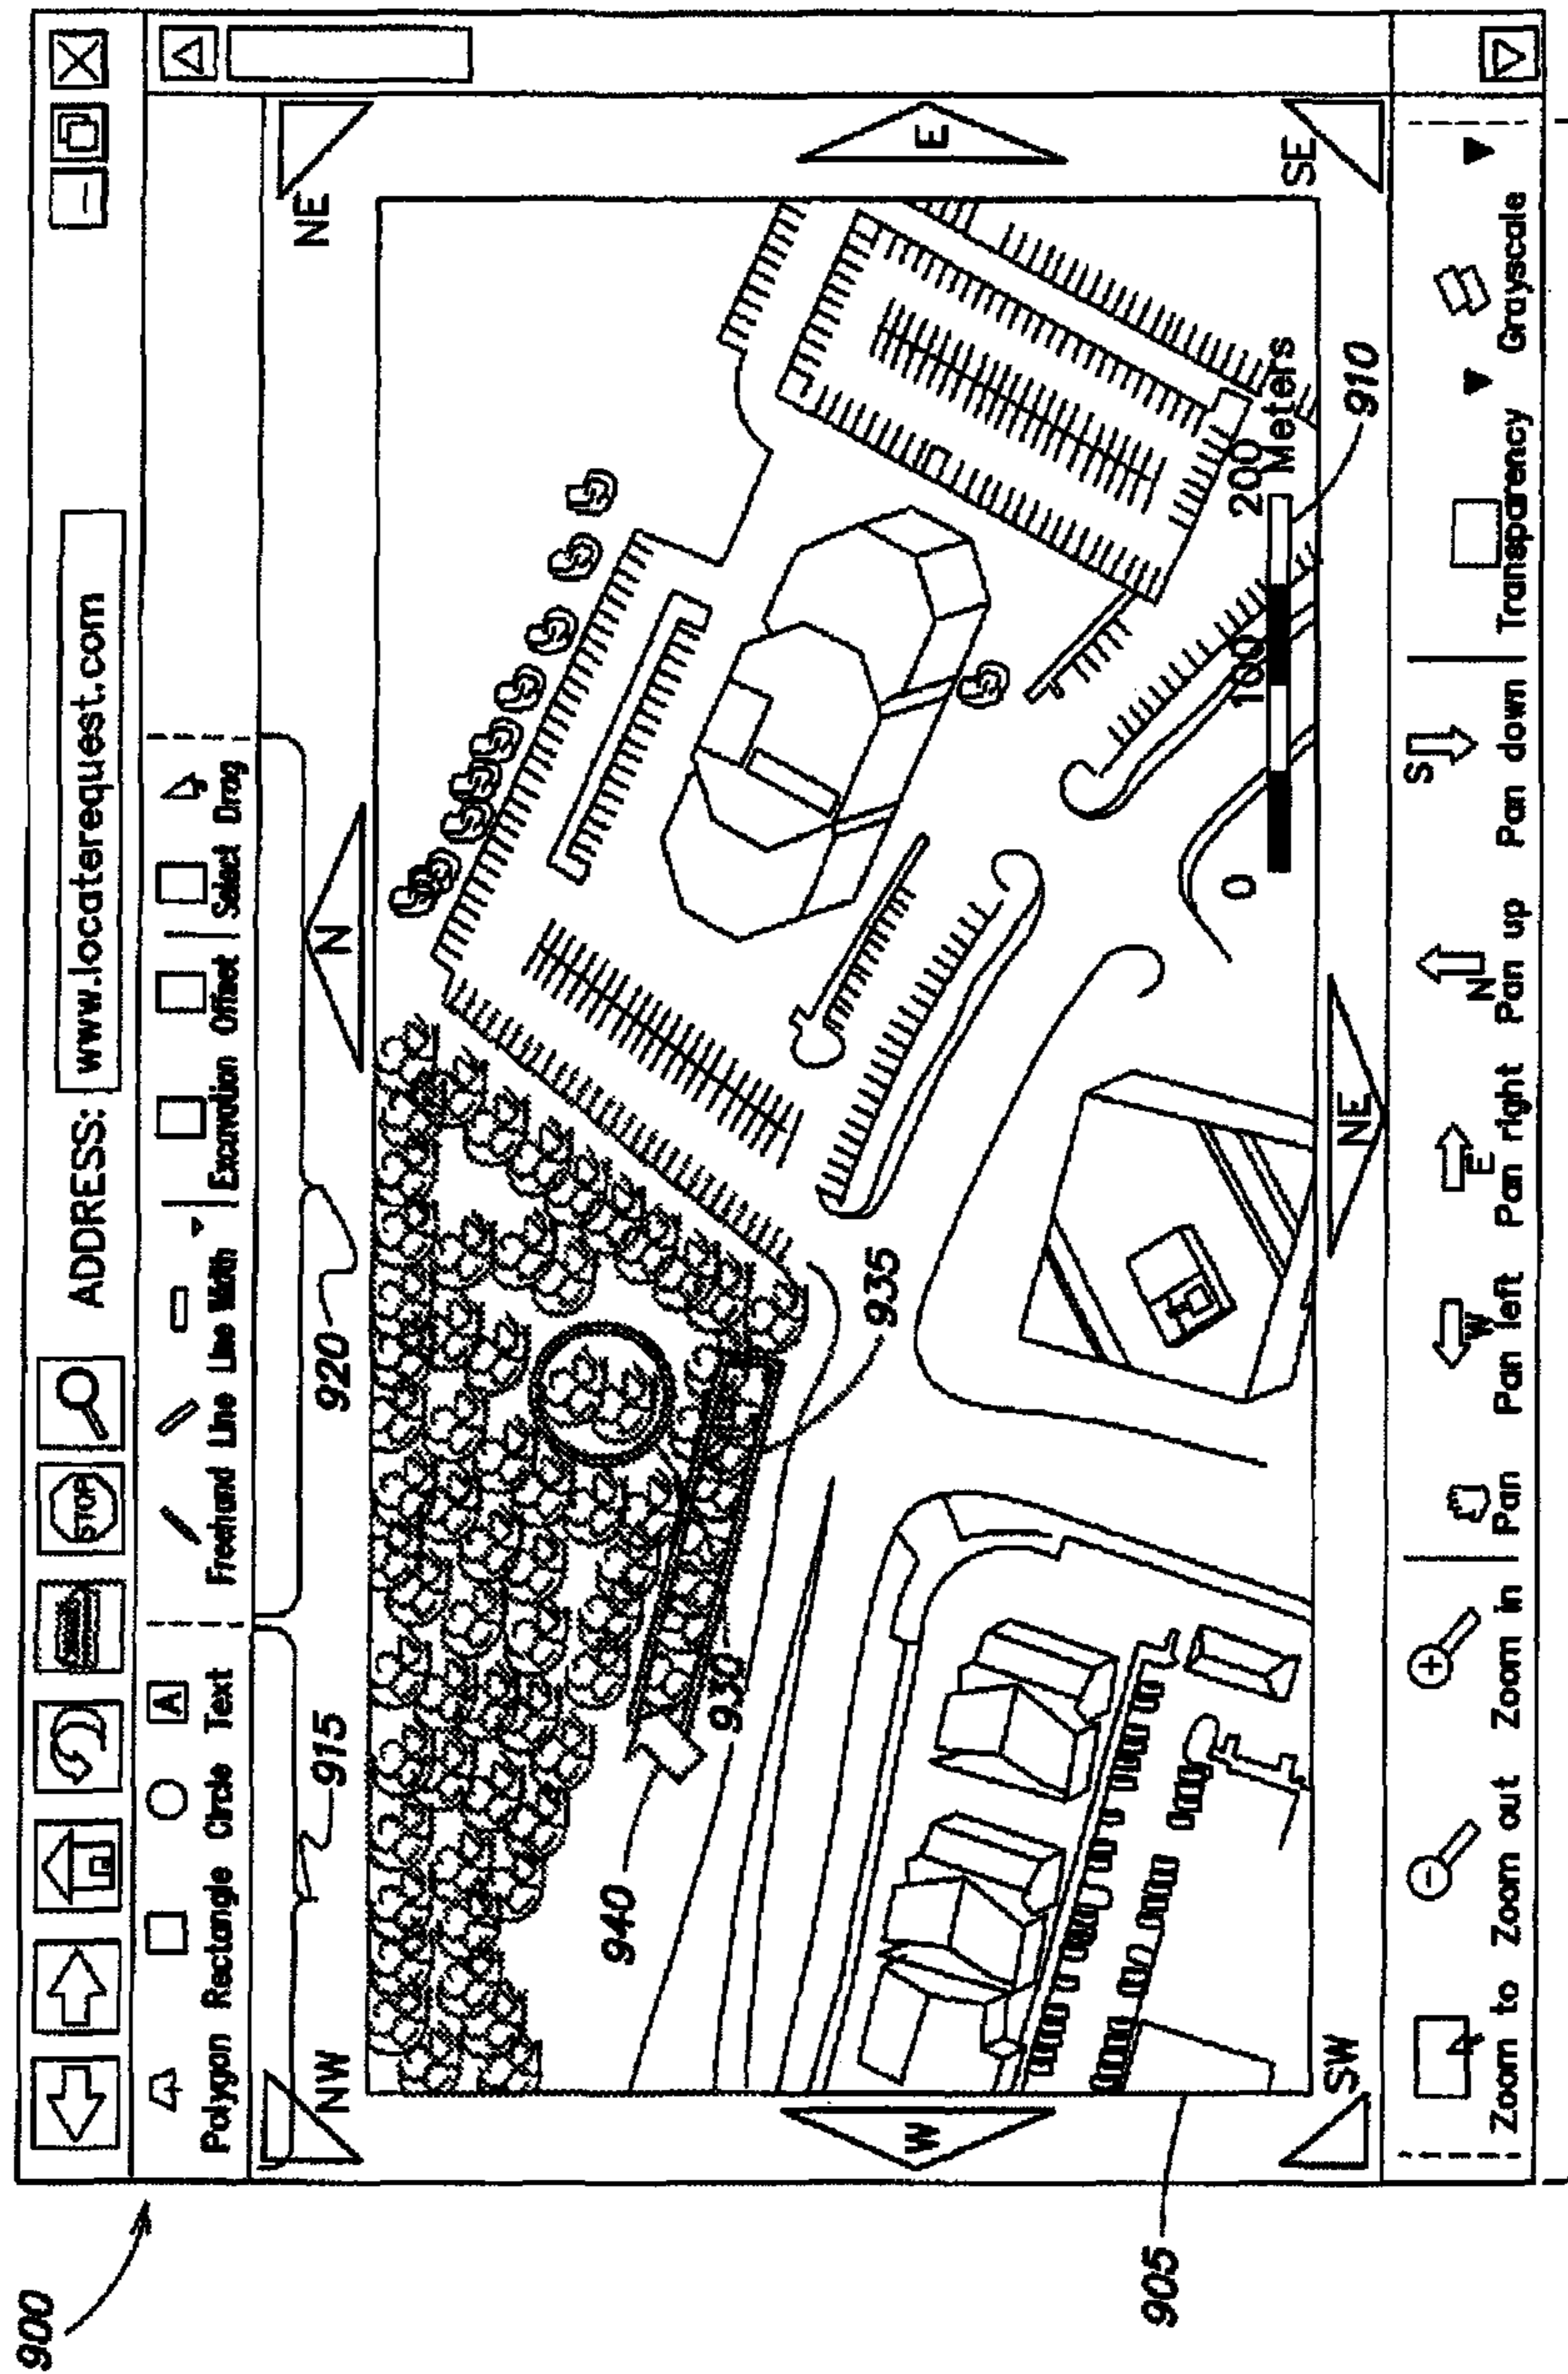 900
STOP
ADDRESS: www.locaterequest.com
A
Polygon Rectangle Circle Text Freehand Line Line Width Excavation Offset Select Drag
915
920
NW
N
NE
940
930
935
W
E
0 100 200
Meters
910
905
SW
NE
SE
W E N S
Zoom to Zoom out Zoom in Pan Pan left Pan right Pan up Pan down Transparency Grayscale